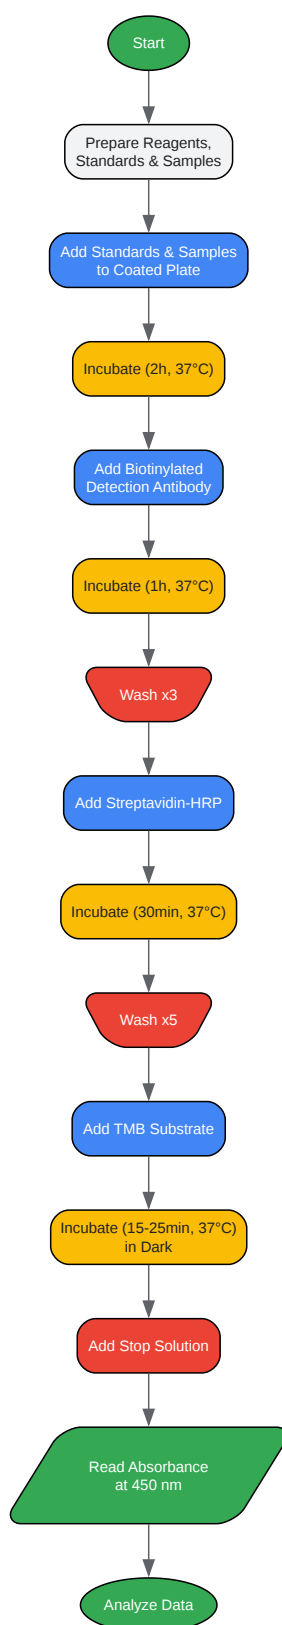 Start
Prepare Reagents,
Standards & Samples
Add Standards & Samples
to Coated Plate
Incubate (2h, 37°C)
Add Biotinylated
Detection Antibody
Incubate (1h, 37°C)
Wash x3
Add Streptavidin-HRP
Incubate (30min, 37°C)
Wash x5
Add TMB Substrate
Incubate (15-25min, 37°C)
in Dark
Add Stop Solution
Read Absorbance
at 450 nm
Analyze Data